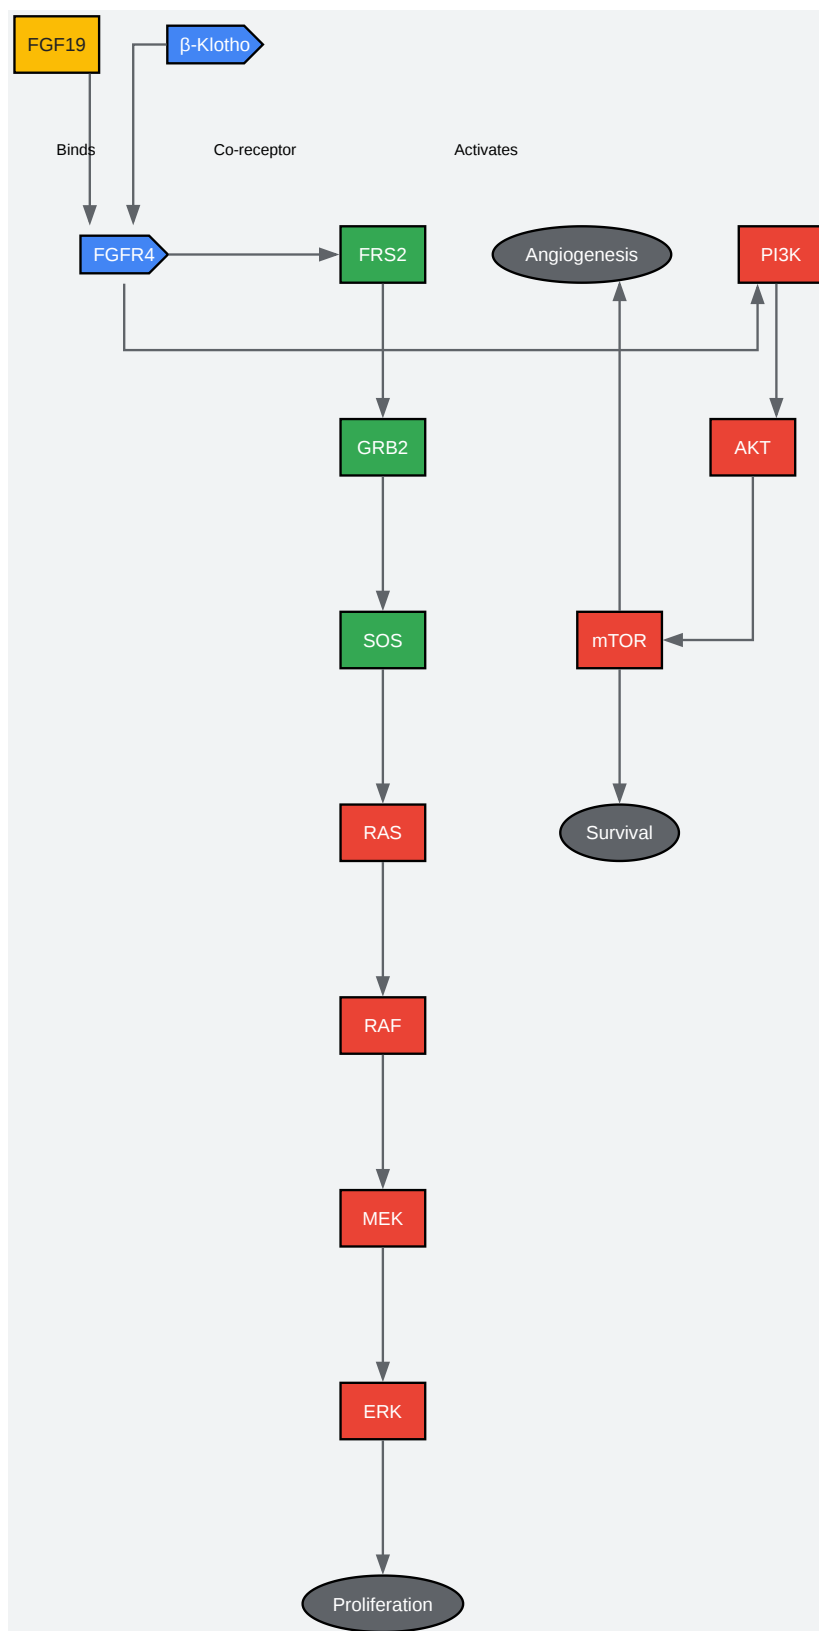 FGF19
β-Klotho
Binds
Co-receptor
Activates
FGFR4
FRS2
Angiogenesis
PI3K
GRB2
AKT
SOS
mTOR
RAS
Survival
RAF
MEK
ERK
Proliferation